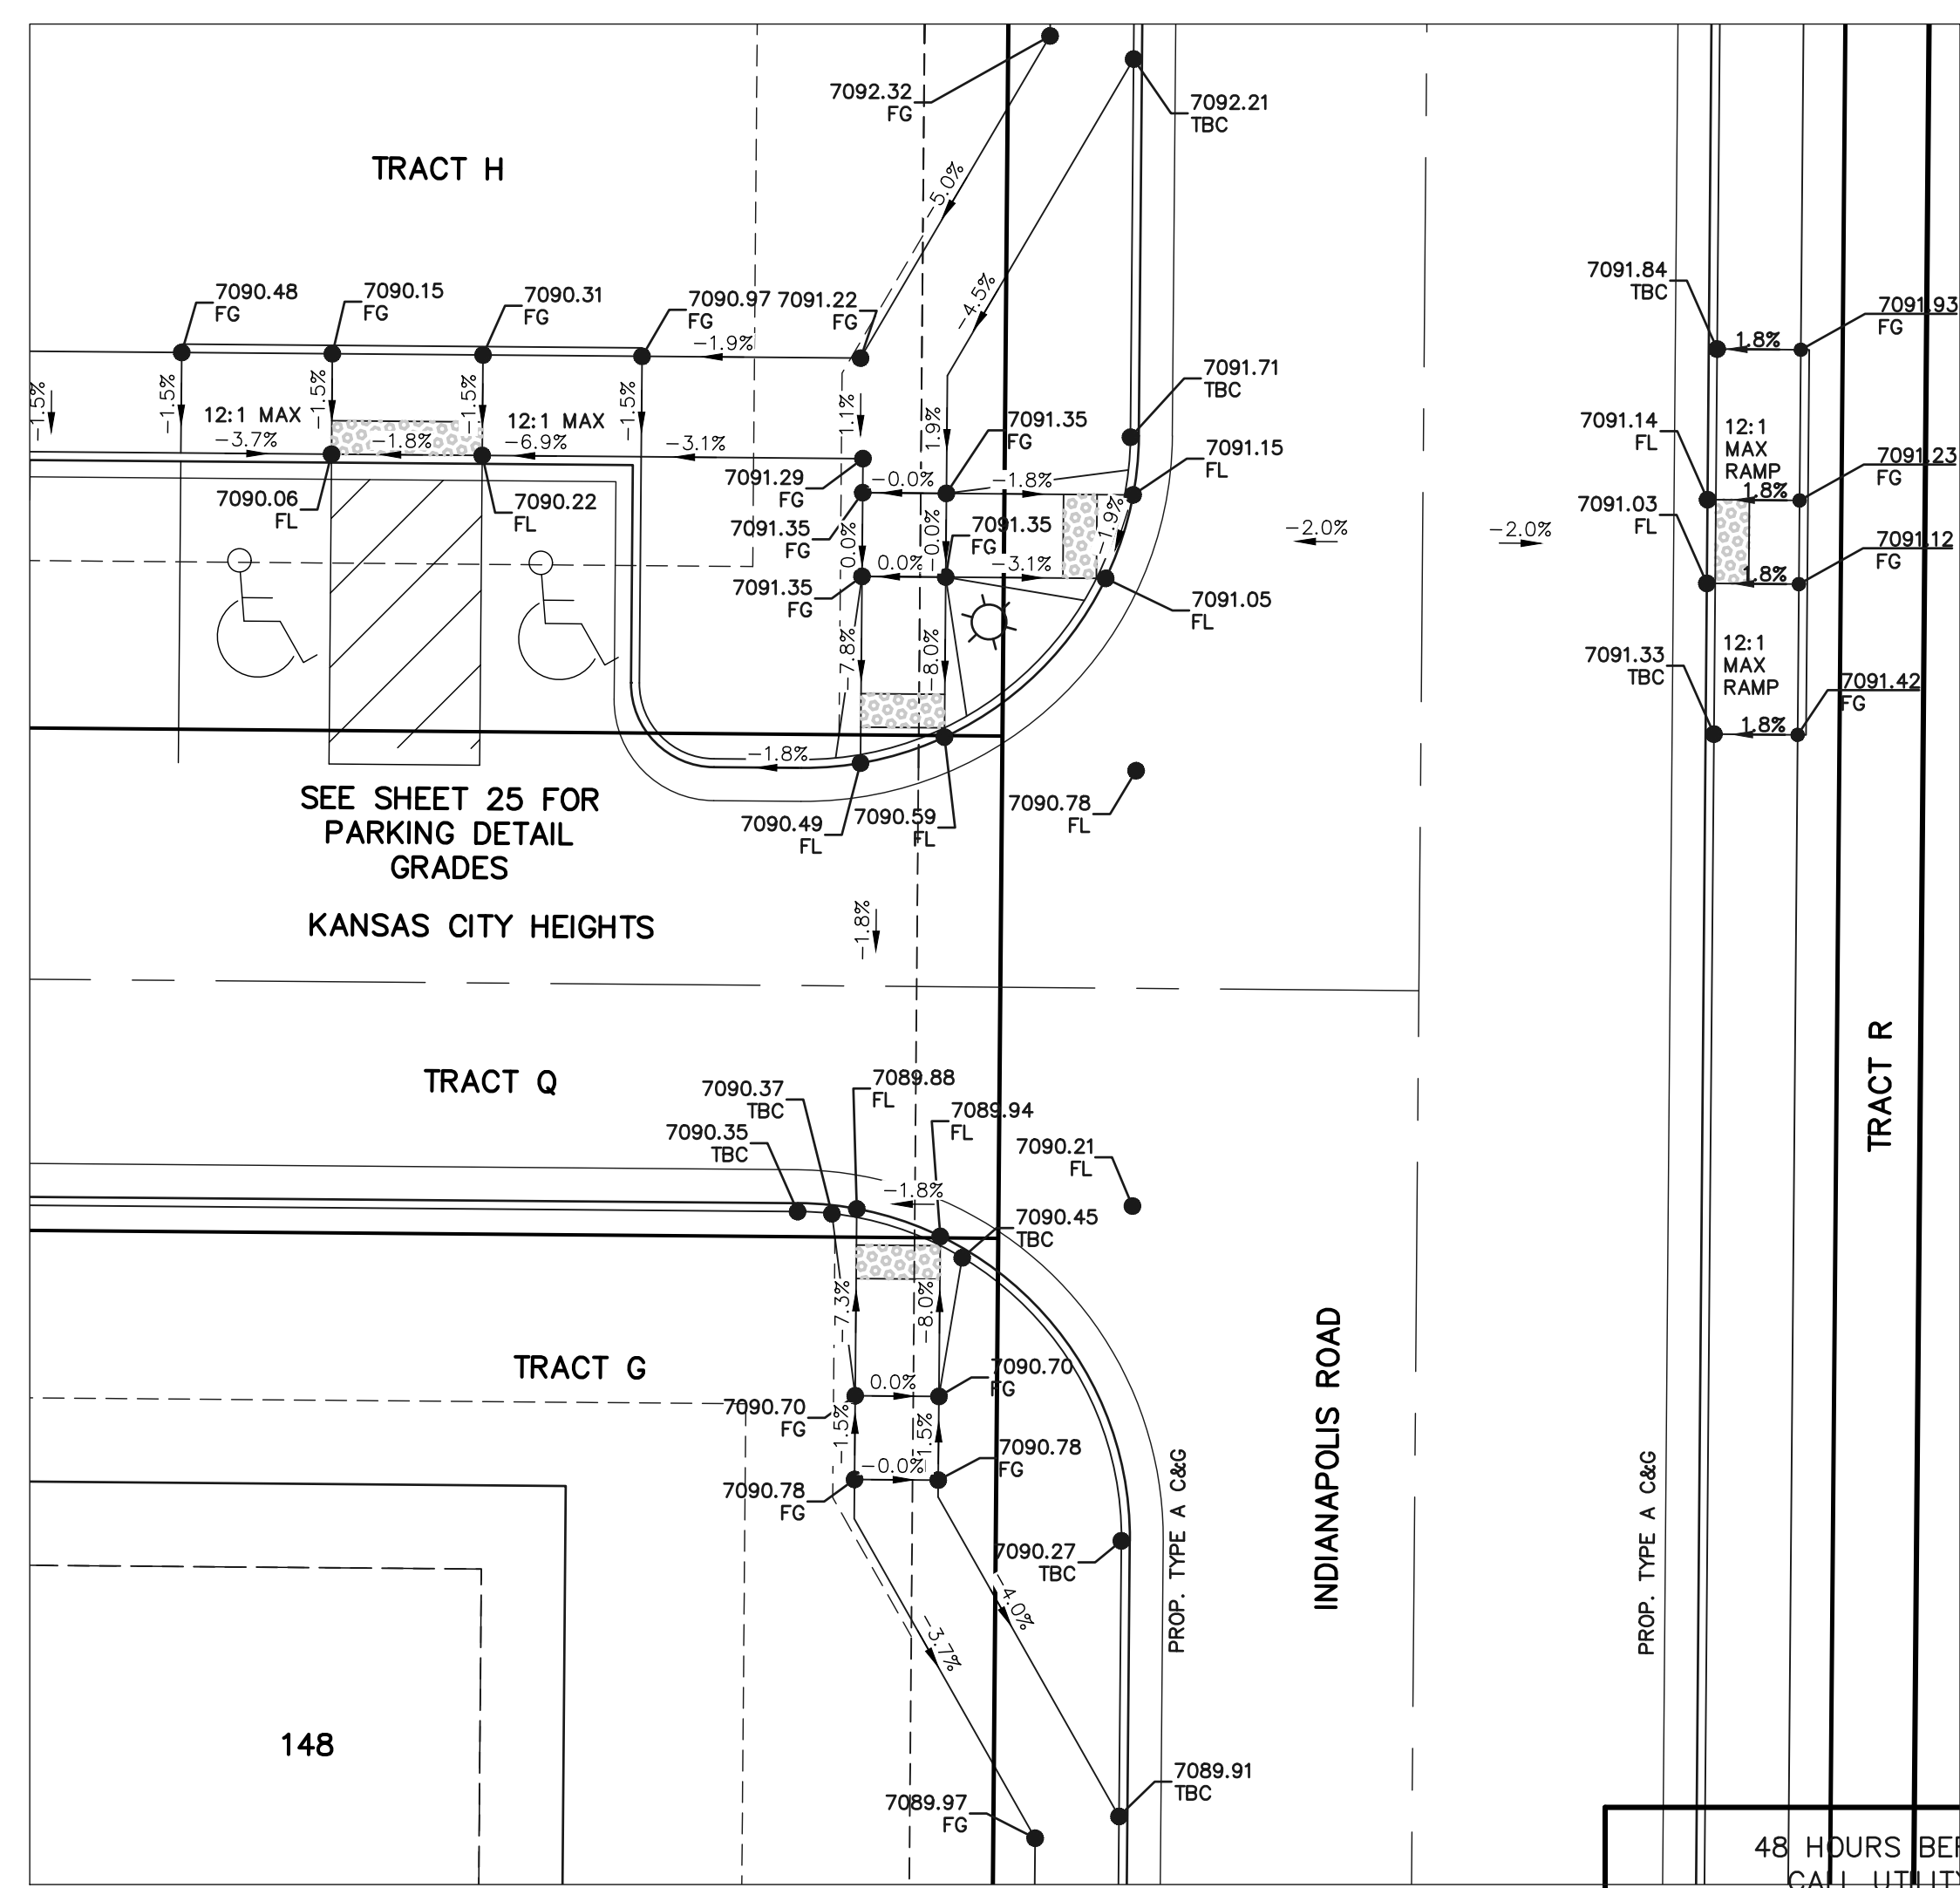 7092.32
FG
7092.21
TBC
TRACT H
-5.0%
-4.5%
7090.48
FG
7090.15
FG
7090.31
FG
7090.97
FG
7091.22
FG
7091.84
TBC
7091.93
FG
-1.9%
1.8%
-1.5%
-1.5%
-1.5%
-1.5%
-1.5%
1.1%
1.9%
12:1 MAX
12:1 MAX
-3.7%
-1.8%
-6.9%
-3.1%
7091.71
TBC
7091.35
FG
7091.15
FL
7091.14
FL
12:1
MAX
RAMP
7091.23
FG
1.8%
7090.06
FL
7090.22
FL
7091.29
FG
-0.0%
-1.8%
7091.35
FG
7091.35
FG
0.0%
-0.0%
-1.9%
-2.0%
-2.0%
7091.03
FL
7091.12
FG
1.8%
0.0%
-3.1%
7091.35
FG
7091.05
FL
-7.8%
-8.0%
7091.33
TBC
12:1
MAX
RAMP
7091.42
FG
1.8%
-1.8%
SEE SHEET 25 FOR
PARKING DETAIL
GRADES
7090.49
FL
7090.59
FL
7090.78
FL
KANSAS CITY HEIGHTS
-1.8%
TRACT Q
7090.37
TBC
7089.88
FL
7089.94
FL
7090.35
TBC
7090.21
FL
-1.8%
7090.45
TBC
TRACT R
-7.3%
-8.0%
TRACT G
7090.70
FG
0.0%
7090.70
FG
-1.5%
1.5%
7090.78
FG
-0.0%
7090.78
FG
INDIANAPOLIS ROAD
PROP. TYPE A C&G
PROP. TYPE A C&G
7090.27
TBC
-4.0%
-3.7%
148
7089.91
TBC
7089.97
FG
48 HOURS BE
CALL UTILITY